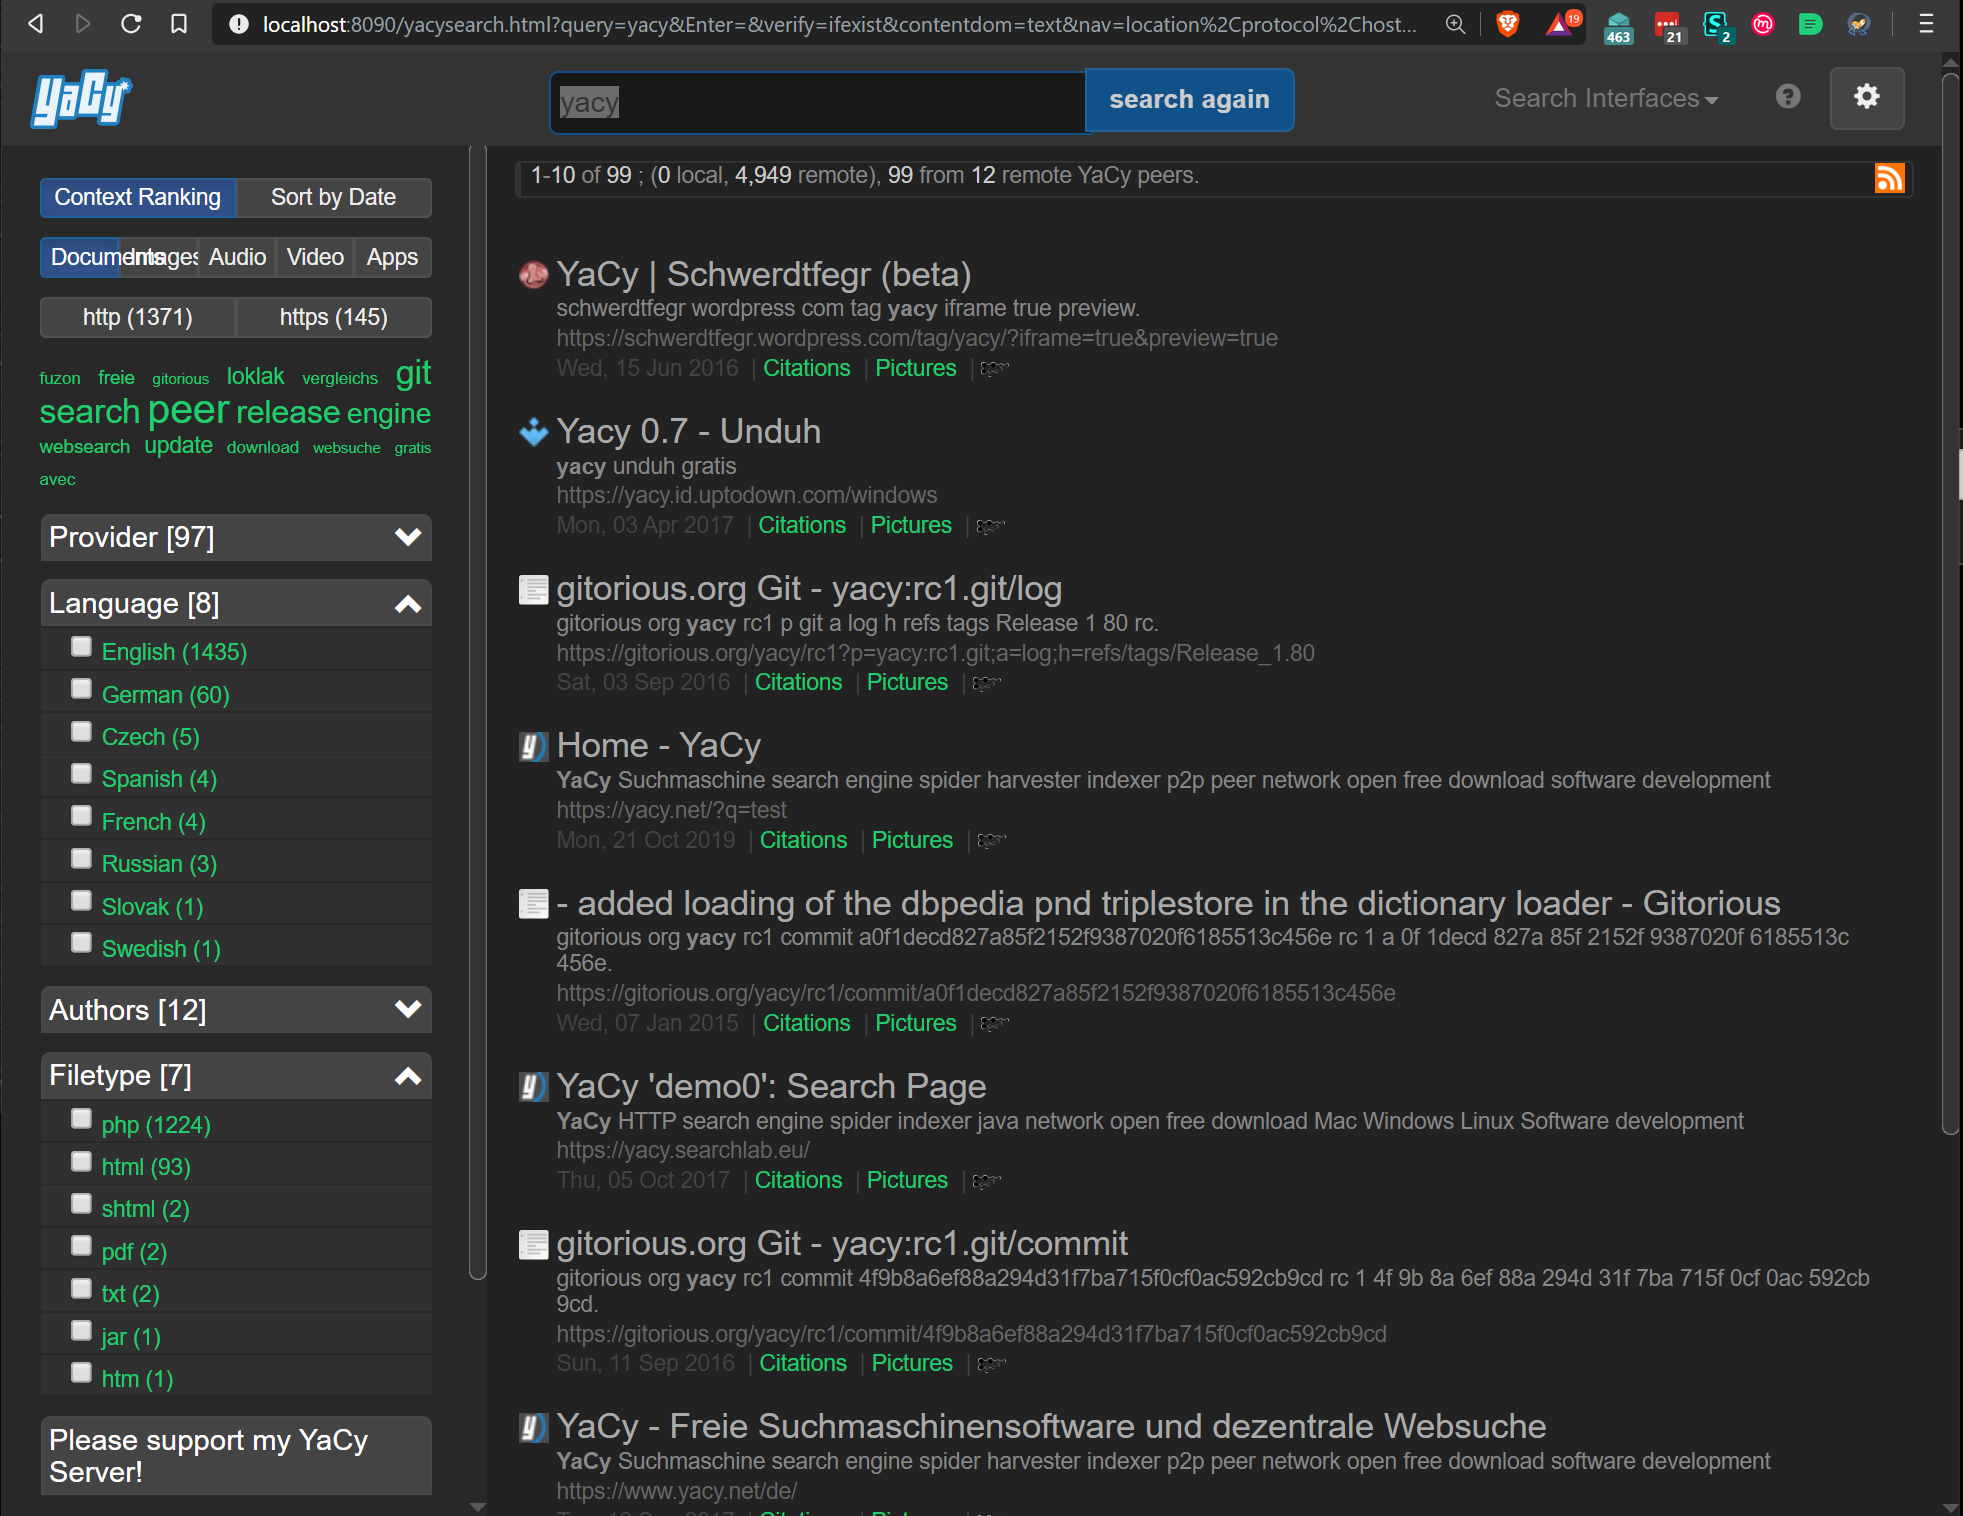 localhost:8090/yacysearch.html?query=yacy&Enter=&verify=ifexist&contentdom=text&nav=location%2Cprotocol%2Chost...
19
463
21
2
YaCy
yacy
search again
Search Interfaces
?
Context Ranking
Sort by Date
Documents
Images
Audio
Video
Apps
http (1371)
https (145)
fuzon freie gitorious loklak vergleichs git
search peer release engine
websearch update download websuche gratis
avec
Provider [97]
Language [8]
English (1435)
German (60)
Czech (5)
Spanish (4)
French (4)
Russian (3)
Slovak (1)
Swedish (1)
Authors [12]
Filetype [7]
php (1224)
html (93)
shtml (2)
pdf (2)
txt (2)
jar (1)
htm (1)
Please support my YaCy
Server!
1-10 of 99 ; (0 local, 4,949 remote), 99 from 12 remote YaCy peers.
YaCy | Schwerdtfegr (beta)
schwerdtfegr wordpress com tag yacy iframe true preview.
https://schwerdtfegr.wordpress.com/tag/yacy/?iframe=true&preview=true
Wed, 15 Jun 2016 | Citations | Pictures |
Yacy 0.7 - Unduh
yacy unduh gratis
https://yacy.id.uptodown.com/windows
Mon, 03 Apr 2017 | Citations | Pictures |
gitorious.org Git - yacy:rc1.git/log
gitorious org yacy rc1 p git a log h refs tags Release 1 80 rc.
https://gitorious.org/yacy/rc1?p=yacy:rc1.git;a=log;h=refs/tags/Release_1.80
Sat, 03 Sep 2016 | Citations | Pictures |
Home - YaCy
YaCy Suchmaschine search engine spider harvester indexer p2p peer network open free download software development
https://yacy.net/?q=test
Mon, 21 Oct 2019 | Citations | Pictures |
- added loading of the dbpedia pnd triplestore in the dictionary loader - Gitorious
gitorious org yacy rc1 commit a0f1decd827a85f2152f9387020f6185513c456e rc 1 a 0f 1decd 827a 85f 2152f 9387020f 6185513c
456e.
https://gitorious.org/yacy/rc1/commit/a0f1decd827a85f2152f9387020f6185513c456e
Wed, 07 Jan 2015 | Citations | Pictures |
YaCy 'demo0': Search Page
YaCy HTTP search engine spider indexer java network open free download Mac Windows Linux Software development
https://yacy.searchlab.eu/
Thu, 05 Oct 2017 | Citations | Pictures |
gitorious.org Git - yacy:rc1.git/commit
gitorious org yacy rc1 commit 4f9b8a6ef88a294d31f7ba715f0cf0ac592cb9cd rc 1 4f 9b 8a 6ef 88a 294d 31f 7ba 715f 0cf 0ac 592cb
9cd.
https://gitorious.org/yacy/rc1/commit/4f9b8a6ef88a294d31f7ba715f0cf0ac592cb9cd
Sun, 11 Sep 2016 | Citations | Pictures |
YaCy - Freie Suchmaschinensoftware und dezentrale Websuche
YaCy Suchmaschine search engine spider harvester indexer p2p peer network open free download software development
https://www.yacy.net/de/